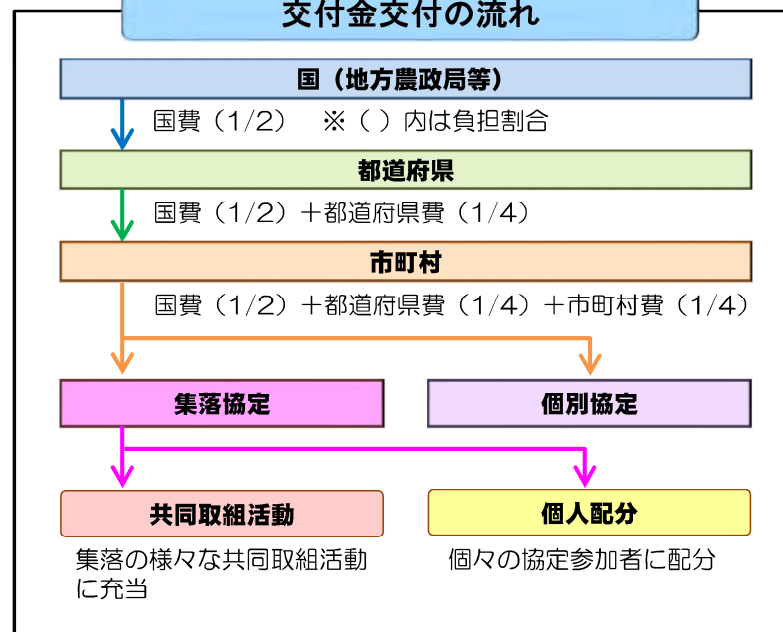 交付金交付の流れ
国（地方農政局等）
国費（1/2）　※（ ）内は負担割合
都道府県
国費（1/2）＋都道府県費（1/4）
市町村
国費（1/2）＋都道府県費（1/4）＋市町村費（1/4）
集落協定
個別協定
共同取組活動
個人配分
集落の様々な共同取組活動
に充当
個々の協定参加者に配分